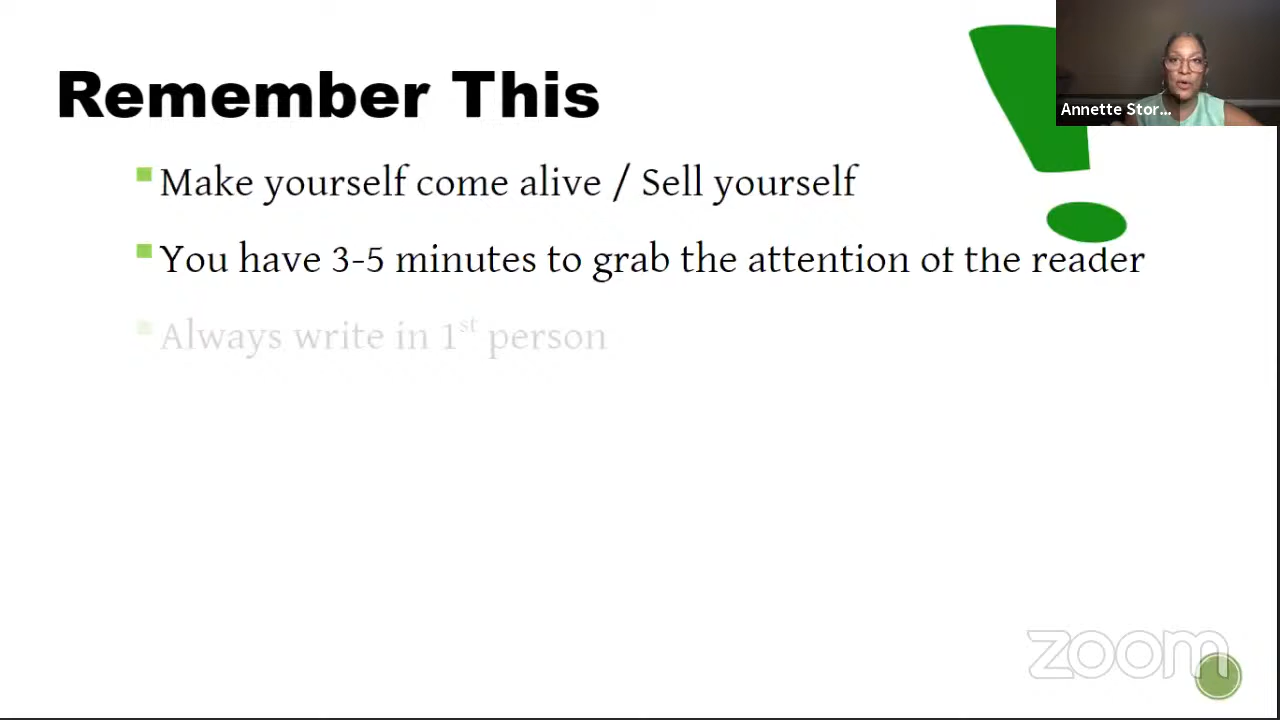 Remember This
Annette Stor...
Make yourself come alive / Sell yourself
You have 3-5 minutes to grab the attention of the reader
Always write in 1st person
zoom